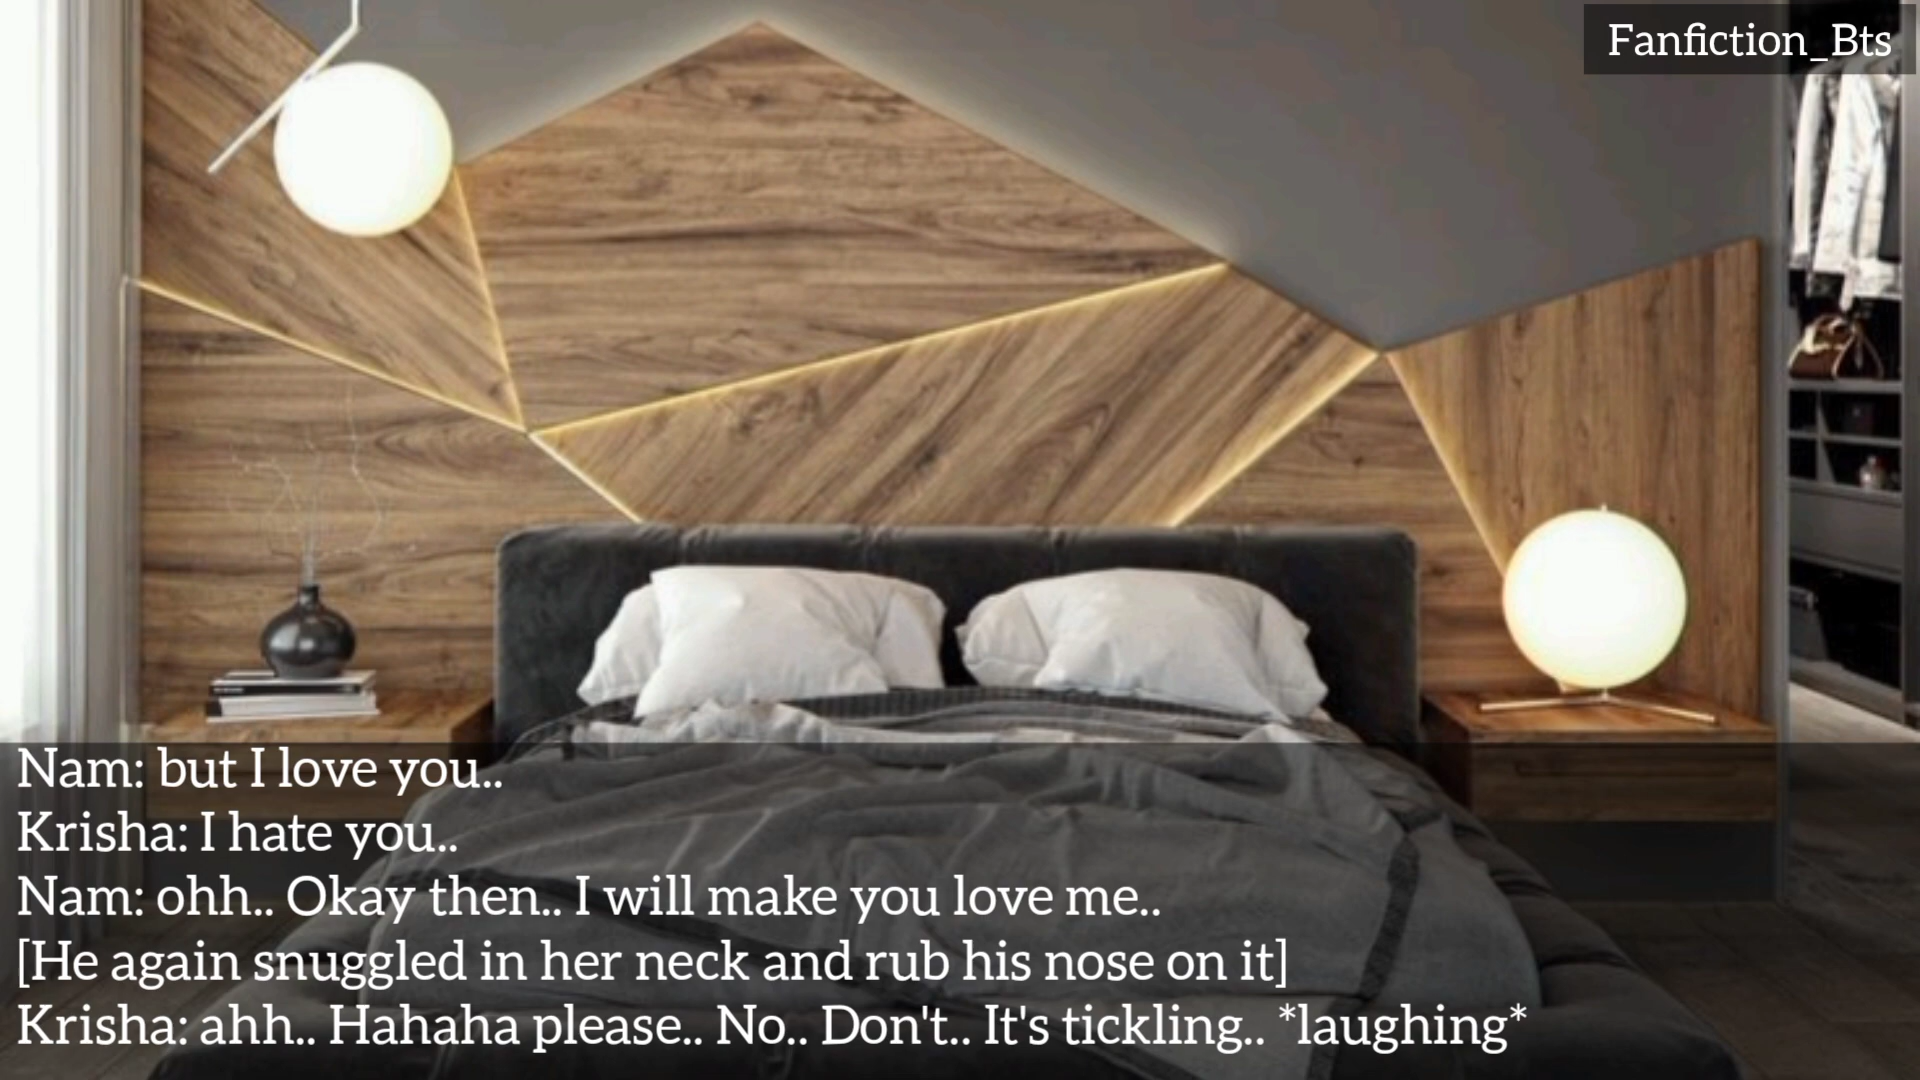 Fanfiction_Bts
Nam: but I love you..
Krisha: I hate you..
Nam: ohh.. Okay then.. I will make you love me..
[He again snuggled in her neck and rub his nose on it]
Krisha: ahh.. Hahaha please.. No.. Don't.. It's tickling.. *laughing*